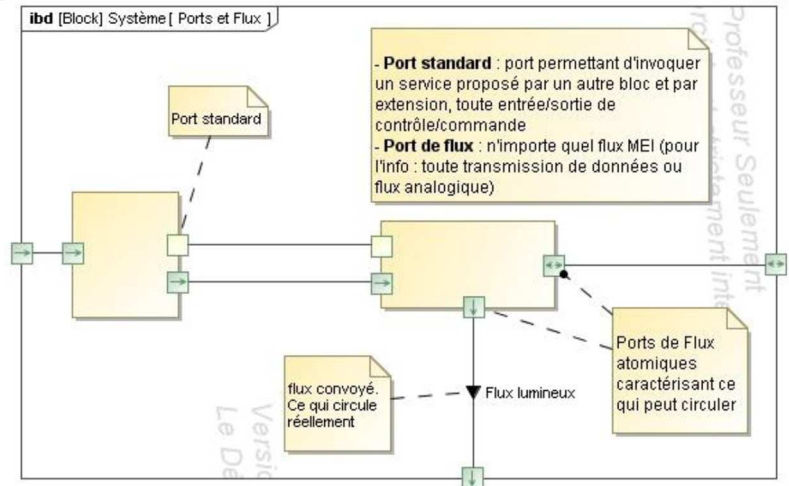 ibd [Block] Système [ Ports et Flux ]
- Port standard : port permettant d'invoquer
un service proposé par un autre bloc et par
extension, toute entrée/sortie de
contrôle/commande
- Port de flux : n'importe quel flux MEI (pour
l'info : toute transmission de données ou
flux analogique)
Port standard
Ports de Flux
atomiques
caractérisant ce
qui peut circuler
flux convoyé.
Ce qui circule
réellement
Flux lumineux
Professeur Seulement